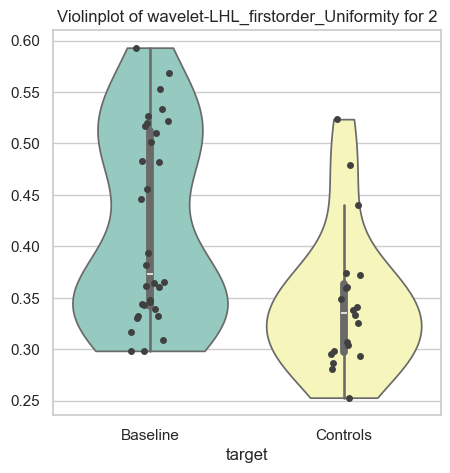 Violinplot of wavelet-LHL_firstorder_Uniformity for 2
0.60
0.55
0.50
0.45
0.40
0.35
0.30
0.25
Baseline
Controls
target